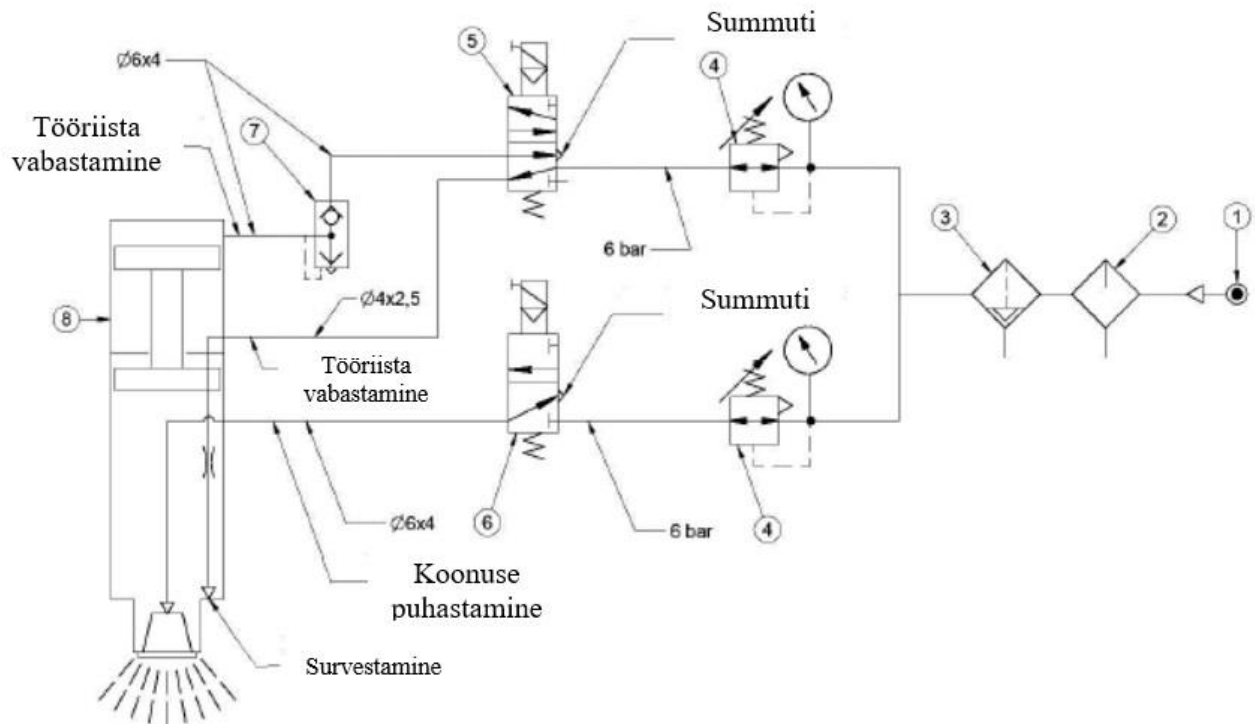 Summuti
5
4
Ø6x4
Tööriista
vabastamine
7
3
2
1
6 bar
Ø4x2,5
Summuti
8
Tööriista
vabastamine
6
4
Ø6x4
6 bar
Koonuse
puhastamine
Survestamine